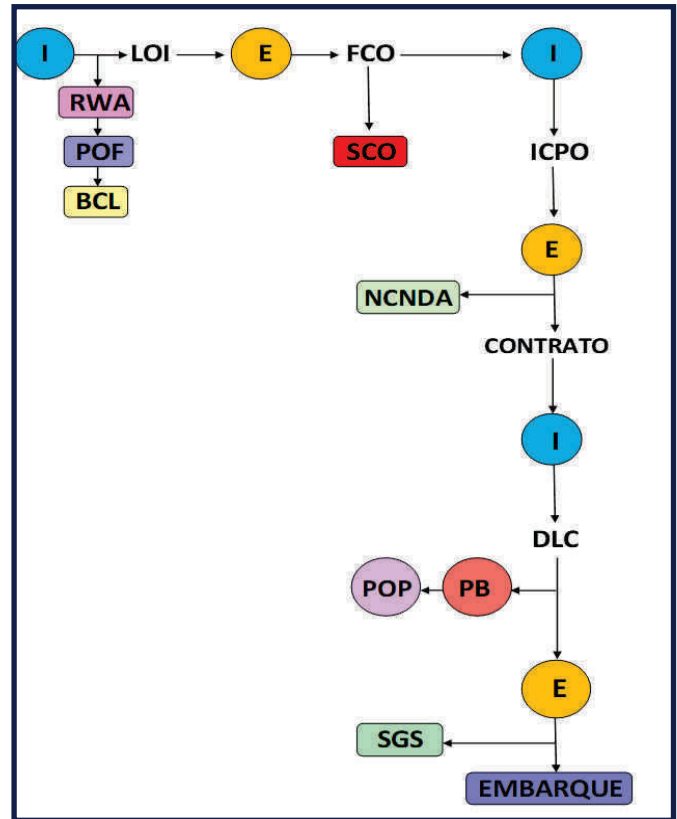 I LOI E FCO I
RWA
POF SCO ICPO
BCL
E
NCNDA
CONTRATO
I
DLC
POP PB
E
SGS
EMBARQUE